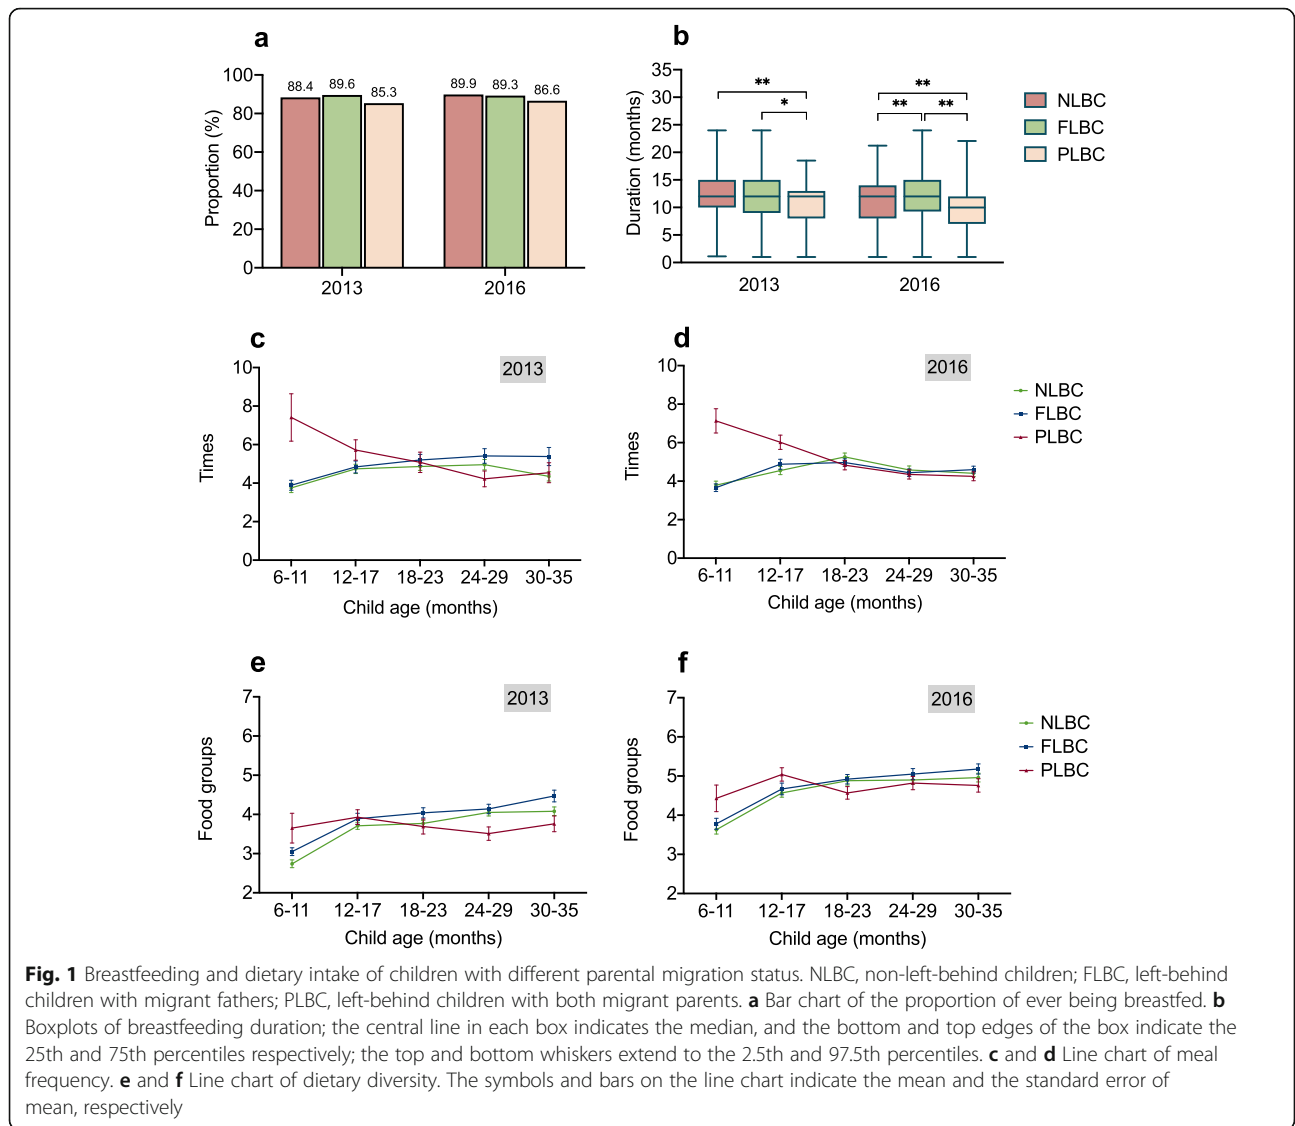 a
Proportion (%)
100
80
60
40
20
0
88.4 89.6 85.3 89.9 89.3 86.6
2013 2016
b
Duration (months)
35
30
25
20
15
10
5
0
** * ** ** **
2013 2016
NLBC
FLBC
PLBC
c
2013
Times
10
8
6
4
2
0
6-11 12-17 18-23 24-29 30-35
Child age (months)
d
2016
Times
10
8
6
4
2
0
6-11 12-17 18-23 24-29 30-35
Child age (months)
NLBC
FLBC
PLBC
e
2013
Food groups
7
6
5
4
3
2
6-11 12-17 18-23 24-29 30-35
Child age (months)
f
2016
Food groups
7
6
5
4
3
2
6-11 12-17 18-23 24-29 30-35
Child age (months)
NLBC
FLBC
PLBC
Fig. 1 Breastfeeding and dietary intake of children with different parental migration status. NLBC, non-left-behind children; FLBC, left-behind
children with migrant fathers; PLBC, left-behind children with both migrant parents. a Bar chart of the proportion of ever being breastfed. b
Boxplots of breastfeeding duration; the central line in each box indicates the median, and the bottom and top edges of the box indicate the
25th and 75th percentiles respectively; the top and bottom whiskers extend to the 2.5th and 97.5th percentiles. c and d Line chart of meal
frequency. e and f Line chart of dietary diversity. The symbols and bars on the line chart indicate the mean and the standard error of
mean, respectively